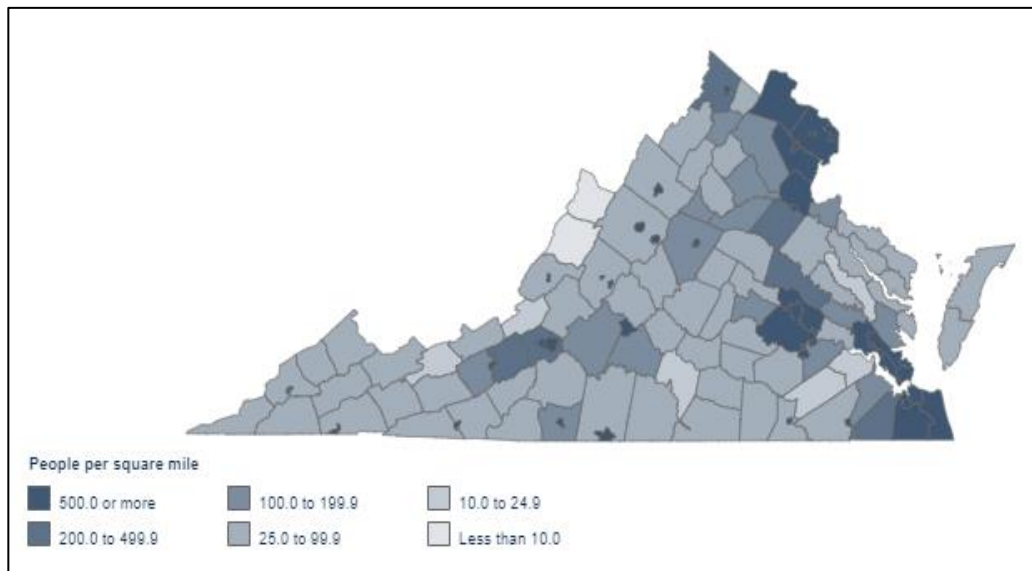 People per square mile
500.0 or more
100.0 to 199.9
10.0 to 24.9
200.0 to 499.9
25.0 to 99.9
Less than 10.0